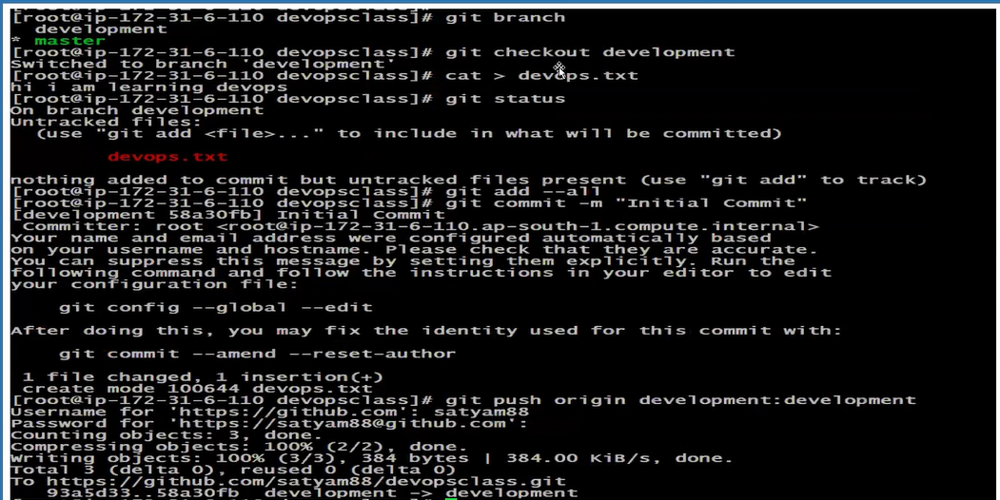 [root@ip-172-31-6-110 devopsclass]# git branch
  development
* master
[root@ip-172-31-6-110 devopsclass]# git checkout development
Switched to branch 'development'
[root@ip-172-31-6-110 devopsclass]# cat > devops.txt
hi i am learning devops
[root@ip-172-31-6-110 devopsclass]# git status
On branch development
Untracked files:
  (use "git add <file>..." to include in what will be committed)
        devops.txt
nothing added to commit but untracked files present (use "git add" to track)
[root@ip-172-31-6-110 devopsclass]# git add --all
[root@ip-172-31-6-110 devopsclass]# git commit -m "Initial Commit"
[development 58a30fb] Initial Commit
 Committer: root <root@ip-172-31-6-110.ap-south-1.compute.internal>
Your name and email address were configured automatically based
on your username and hostname. Please check that they are accurate.
You can suppress this message by setting them explicitly. Run the
following command and follow the instructions in your editor to edit
your configuration file:
    git config --global --edit
After doing this, you may fix the identity used for this commit with:
    git commit --amend --reset-author
 1 file changed, 1 insertion(+)
 create mode 100644 devops.txt
[root@ip-172-31-6-110 devopsclass]# git push origin development:development
Username for 'https://github.com': satyam88
Password for 'https://satyam88@github.com':
Counting objects: 3, done.
Compressing objects: 100% (2/2), done.
Writing objects: 100% (3/3), 384 bytes | 384.00 KiB/s, done.
Total 3 (delta 0), reused 0 (delta 0)
To https://github.com/satyam88/devopsclass.git
   93a5d33..58a30fb  development -> development